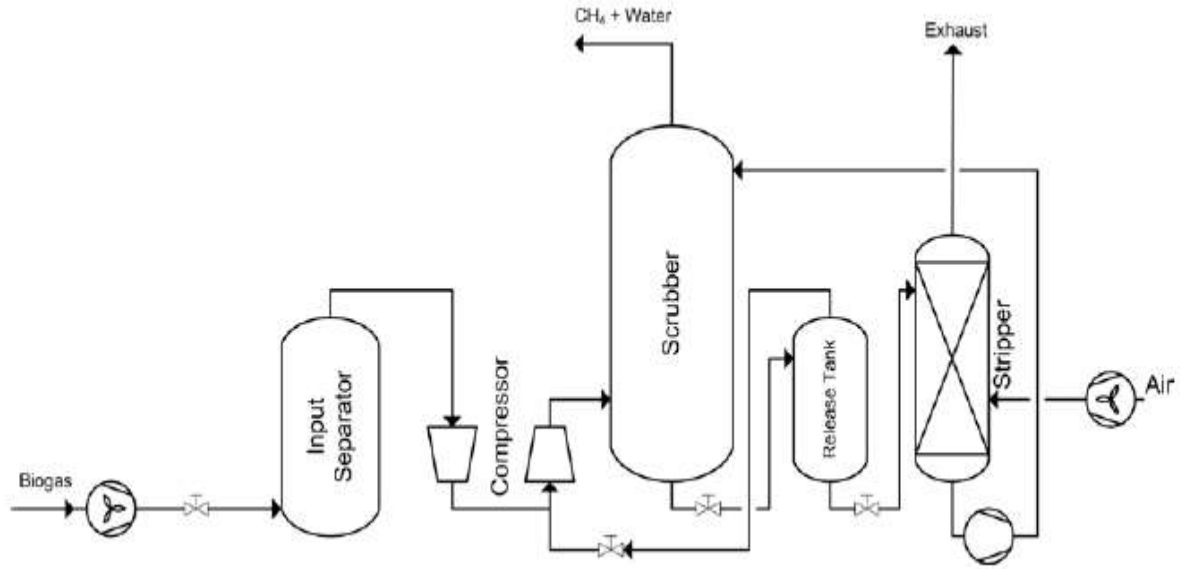 CH₄ + Water
Exhaust
Scrubber
Stripper
Release Tank
Air
Compressor
Input
Separator
Biogas